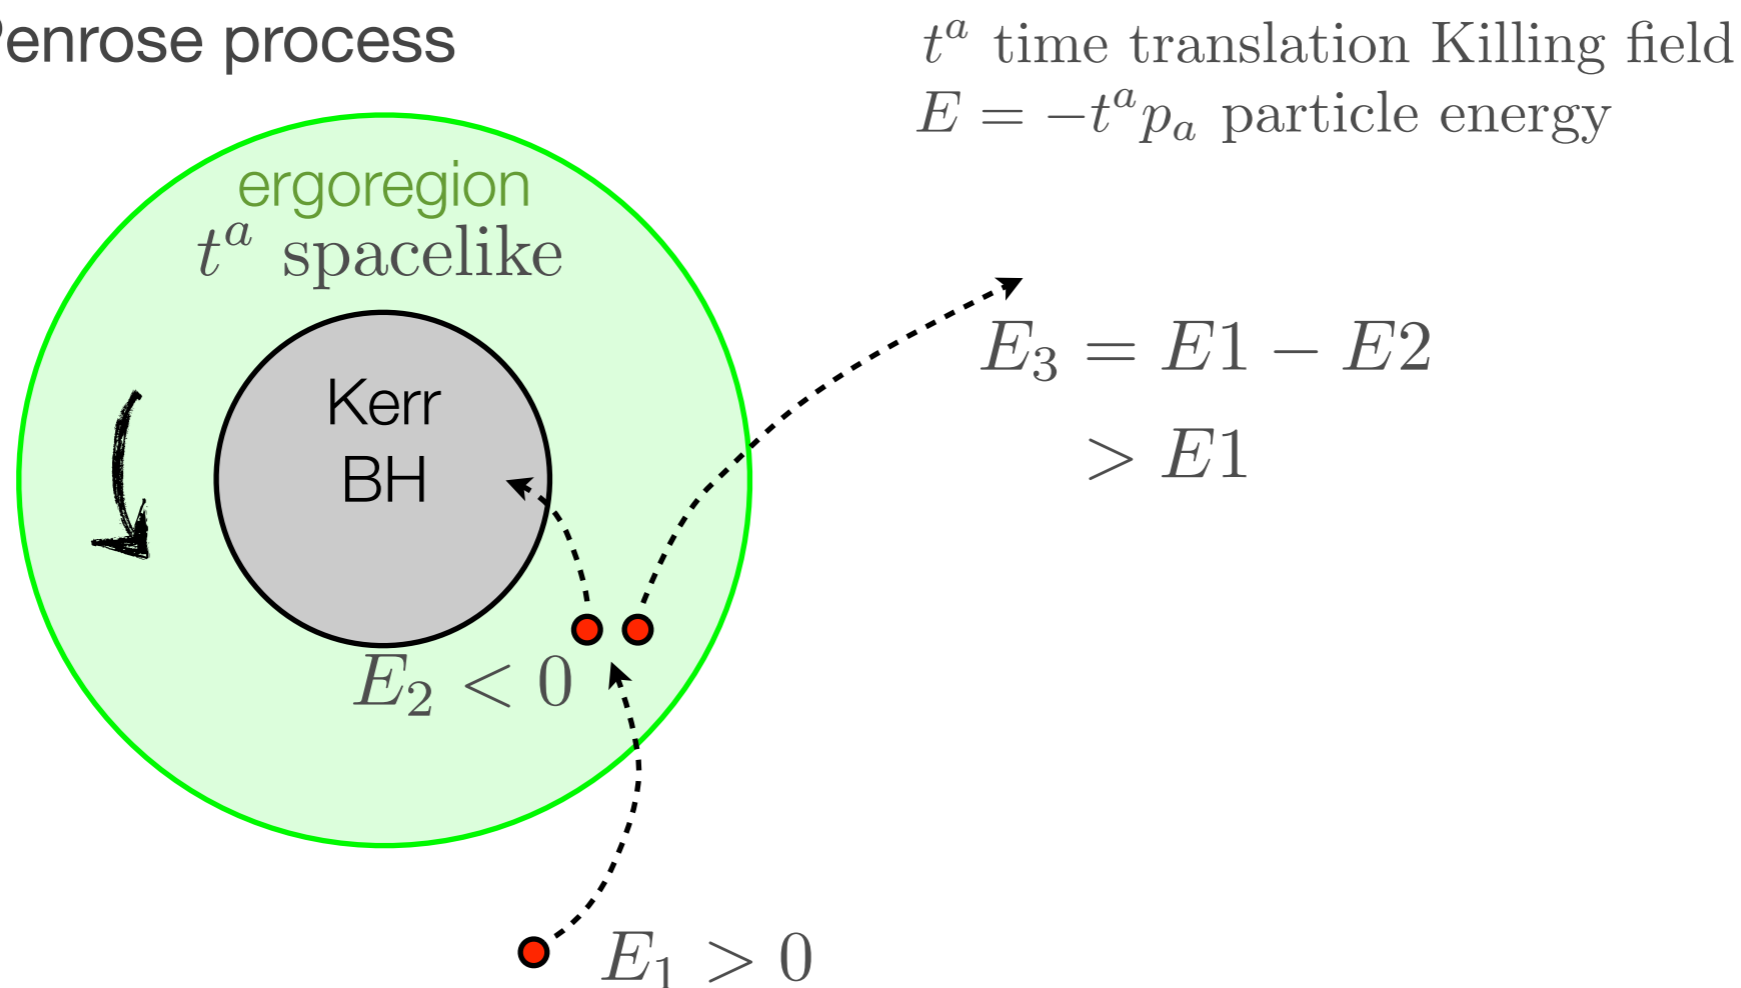 Penrose process
t^a time translation Killing field
E = −t^a p_a particle energy
ergoregion
t^a spacelike
Kerr
BH
E_3 = E1 − E2
> E1
E_2 < 0
E_1 > 0